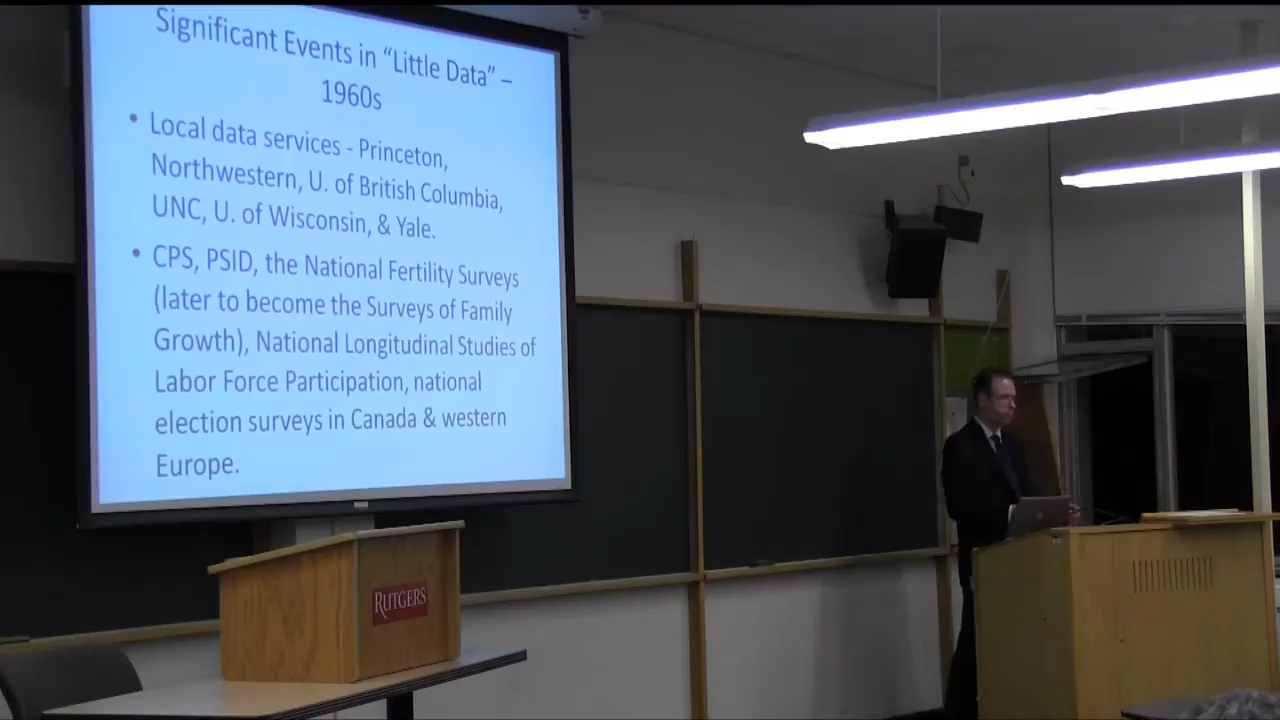 Significant Events in “Little Data” –
1960s
• Local data services - Princeton,
Northwestern, U. of British Columbia,
UNC, U. of Wisconsin, & Yale.
• CPS, PSID, the National Fertility Surveys
(later to become the Surveys of Family
Growth), National Longitudinal Studies of
Labor Force Participation, national
election surveys in Canada & western
Europe.
RUTGERS